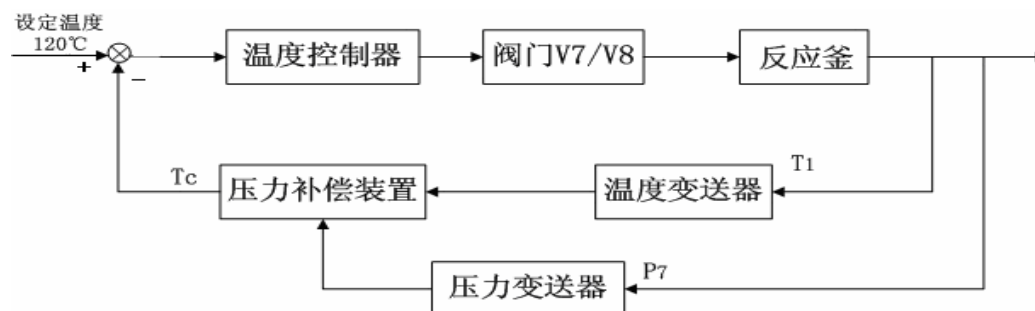 设定温度
120℃
+
−
温度控制器
阀门V7/V8
反应釜
Tc
压力补偿装置
温度变送器
T1
压力变送器
P7